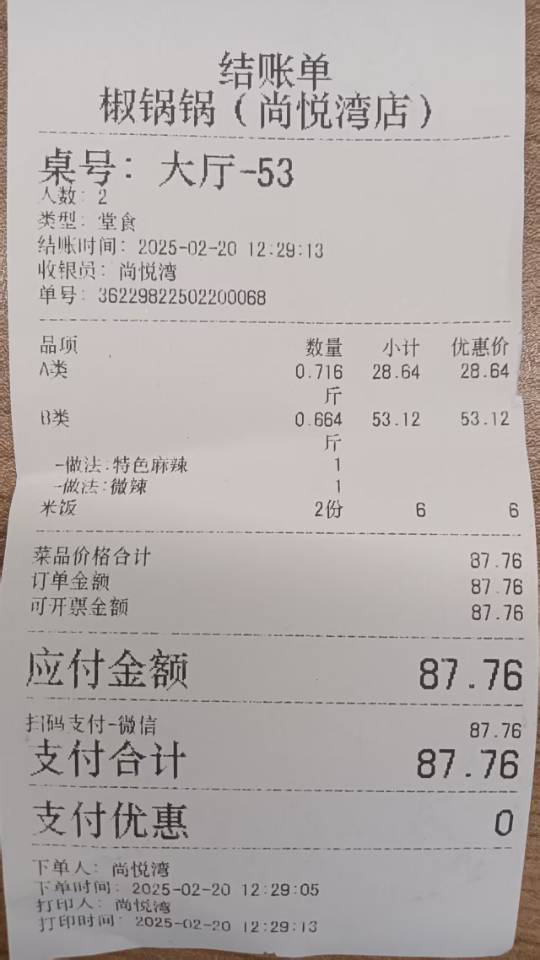 结账单
椒锅锅（尚悦湾店）
桌号: 大厅-53
人数: 2
类型: 堂食
结账时间: 2025-02-20 12:29:13
收银员: 尚悦湾
单号: 36229822502200068
品项 数量 小计 优惠价
A类 0.716 28.64 28.64
斤
B类 0.664 53.12 53.12
斤
-做法:特色麻辣 1
-做法:微辣 1
米饭 2份 6 6
菜品价格合计 87.76
订单金额 87.76
可开票金额 87.76
应付金额 87.76
扫码支付-微信 87.76
支付合计 87.76
支付优惠 0
下单人: 尚悦湾
下单时间: 2025-02-20 12:29:05
打印人: 尚悦湾
打印时间: 2025-02-20 12:29:13